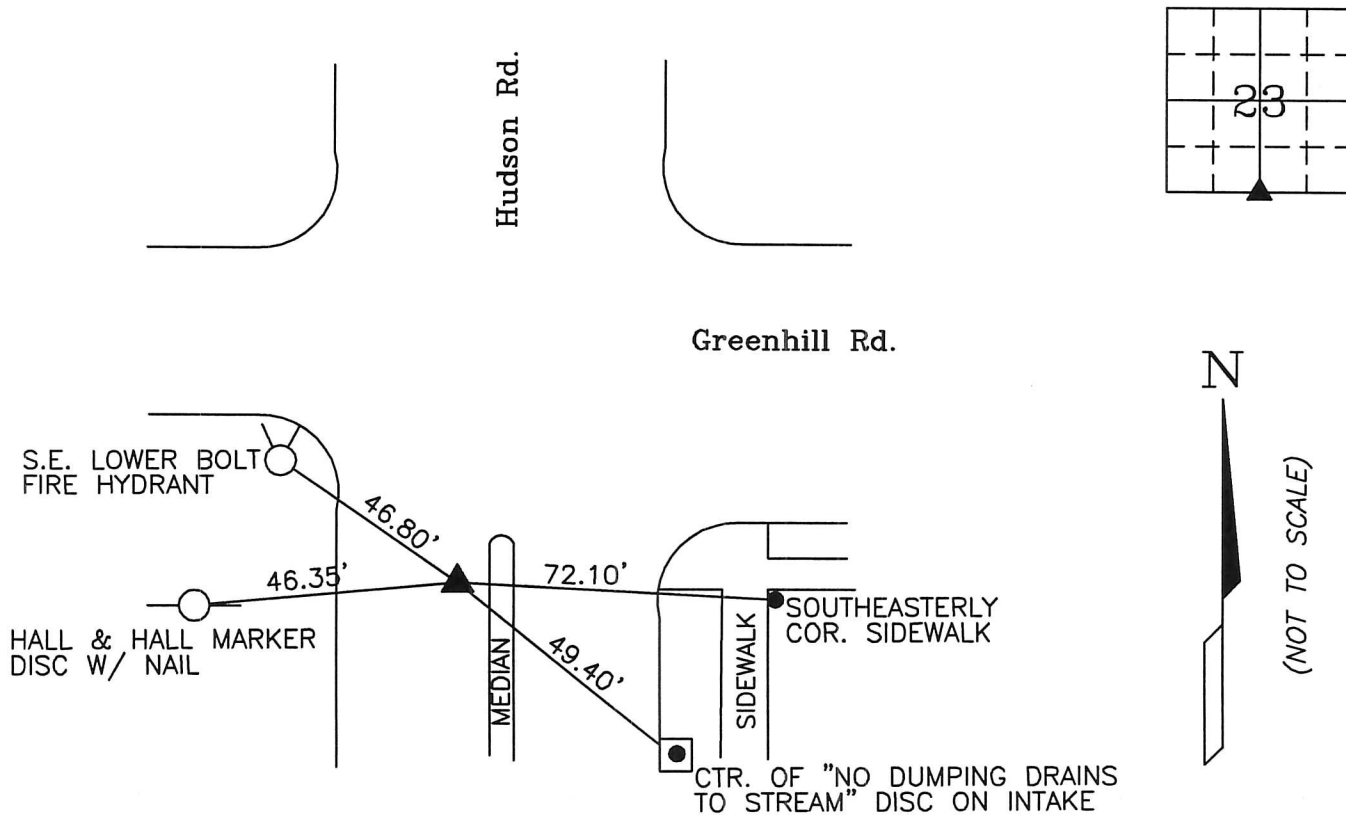 Hudson Rd.
23
Greenhill Rd.
N
(NOT TO SCALE)
S.E. LOWER BOLT
FIRE HYDRANT
46.80'
46.35'
72.10'
49.40'
HALL & HALL MARKER
DISC W/ NAIL
MEDIAN
SIDEWALK
SOUTHEASTERLY
COR. SIDEWALK
CTR. OF "NO DUMPING DRAINS
TO STREAM" DISC ON INTAKE